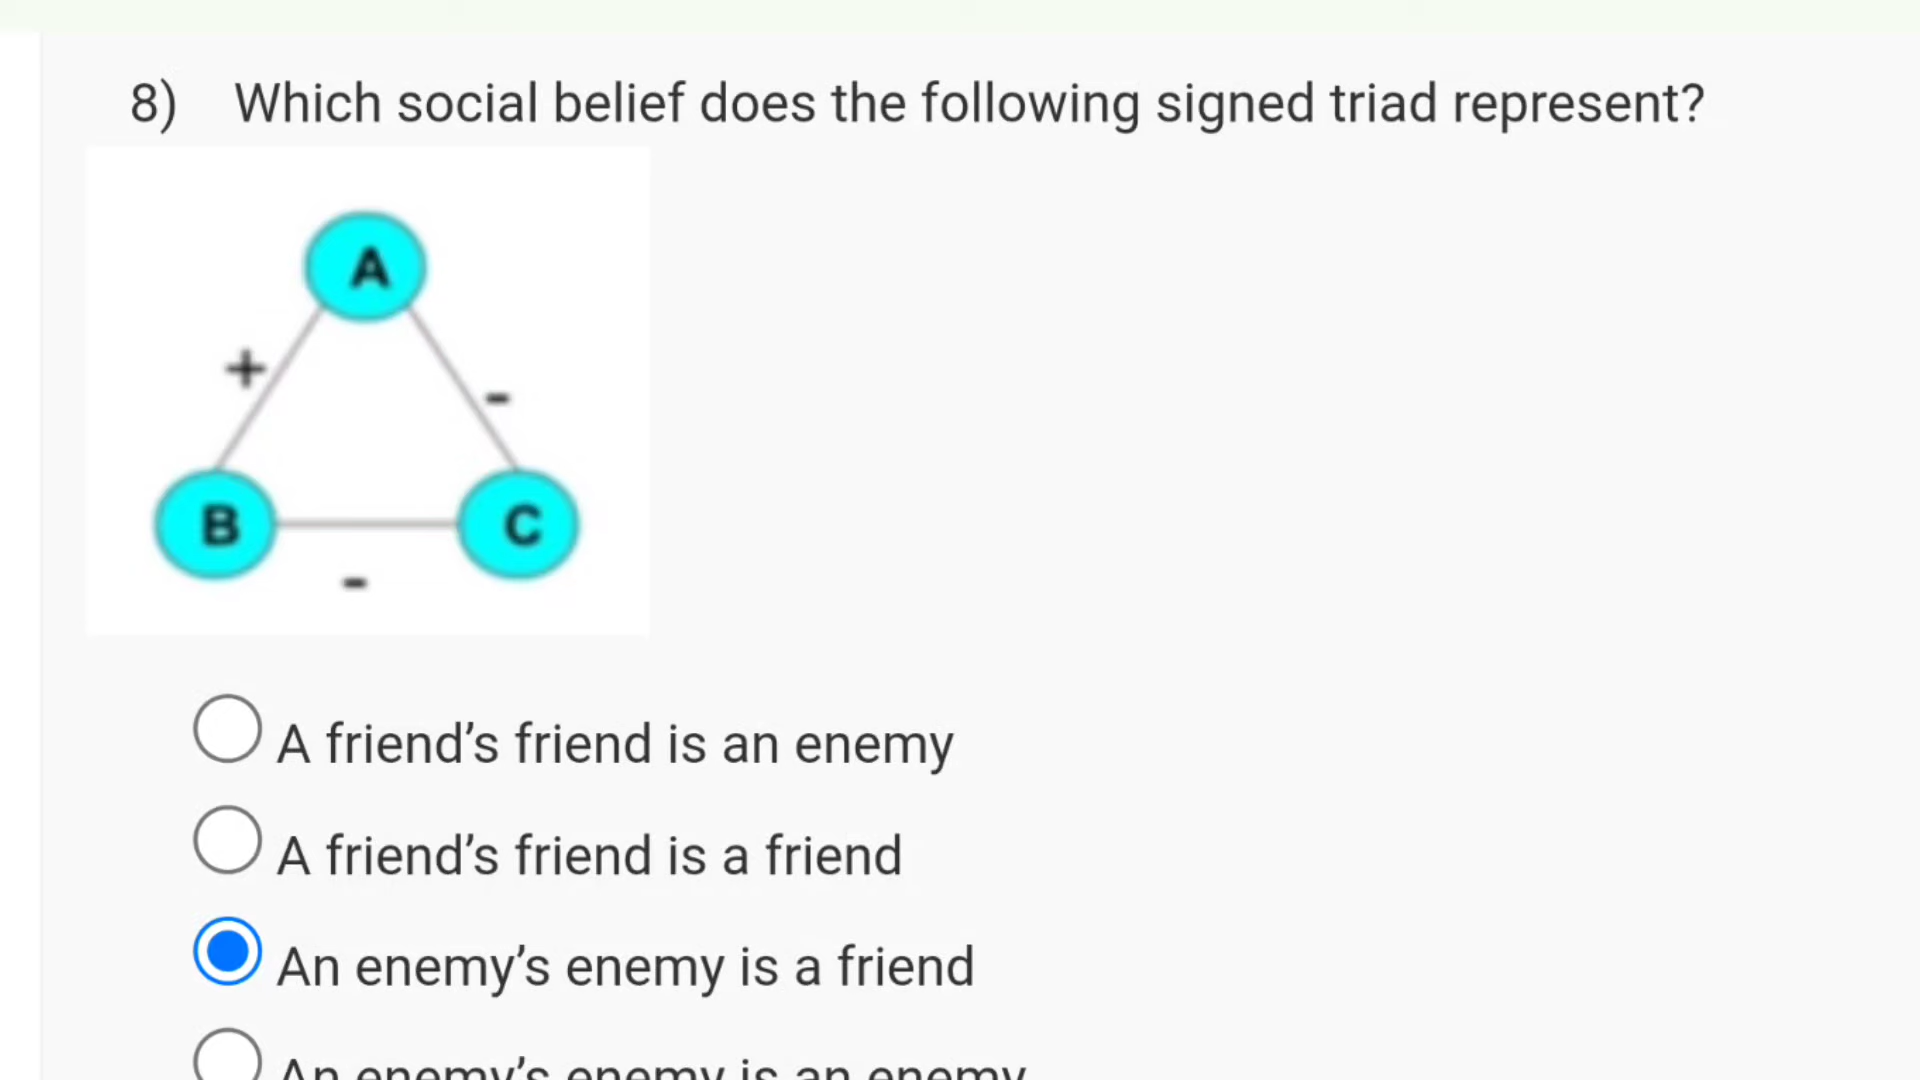 8) Which social belief does the following signed triad represent?
A
+
-
B
C
-
A friend’s friend is an enemy
A friend’s friend is a friend
An enemy’s enemy is a friend
An enemy’s enemy is an enemy